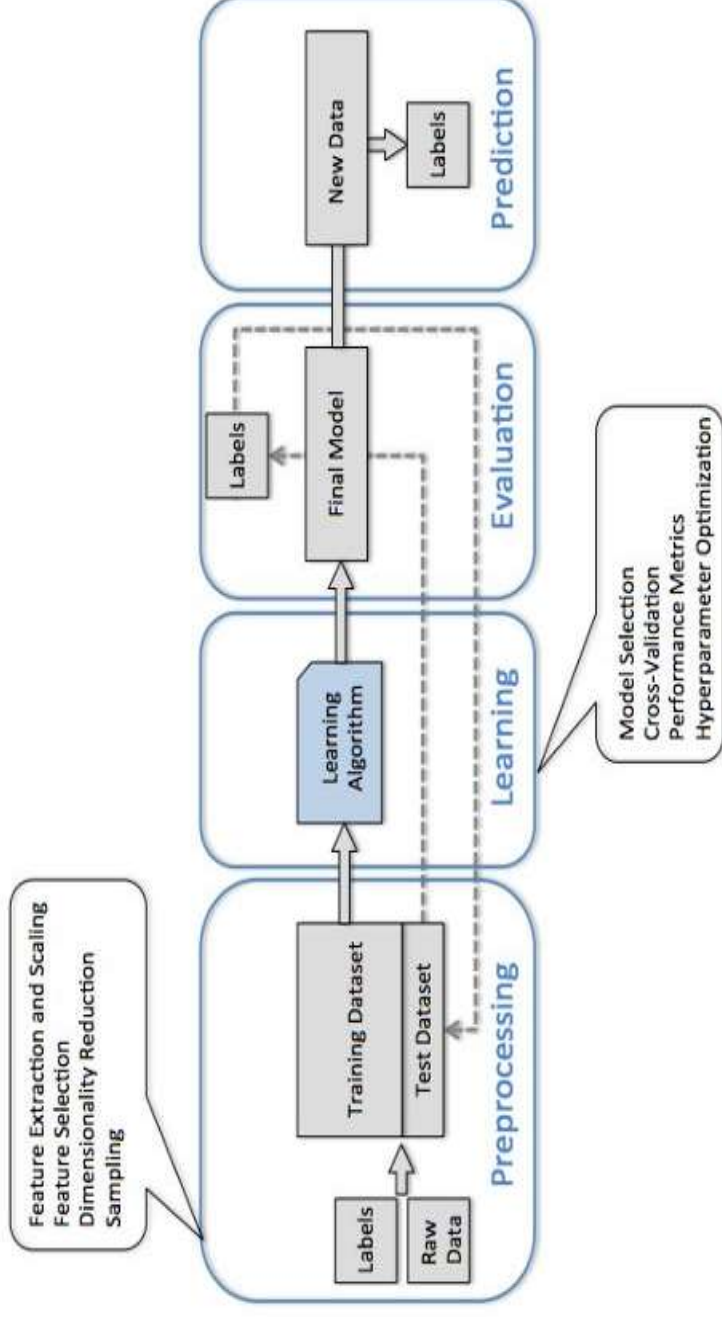 Feature Extraction and Scaling
Feature Selection
Dimensionality Reduction
Sampling
Labels
Raw
Data
Training Dataset
Test Dataset
Preprocessing
Learning
Algorithm
Learning
Labels
Final Model
Evaluation
New Data
Labels
Prediction
Model Selection
Cross-Validation
Performance Metrics
Hyperparameter Optimization